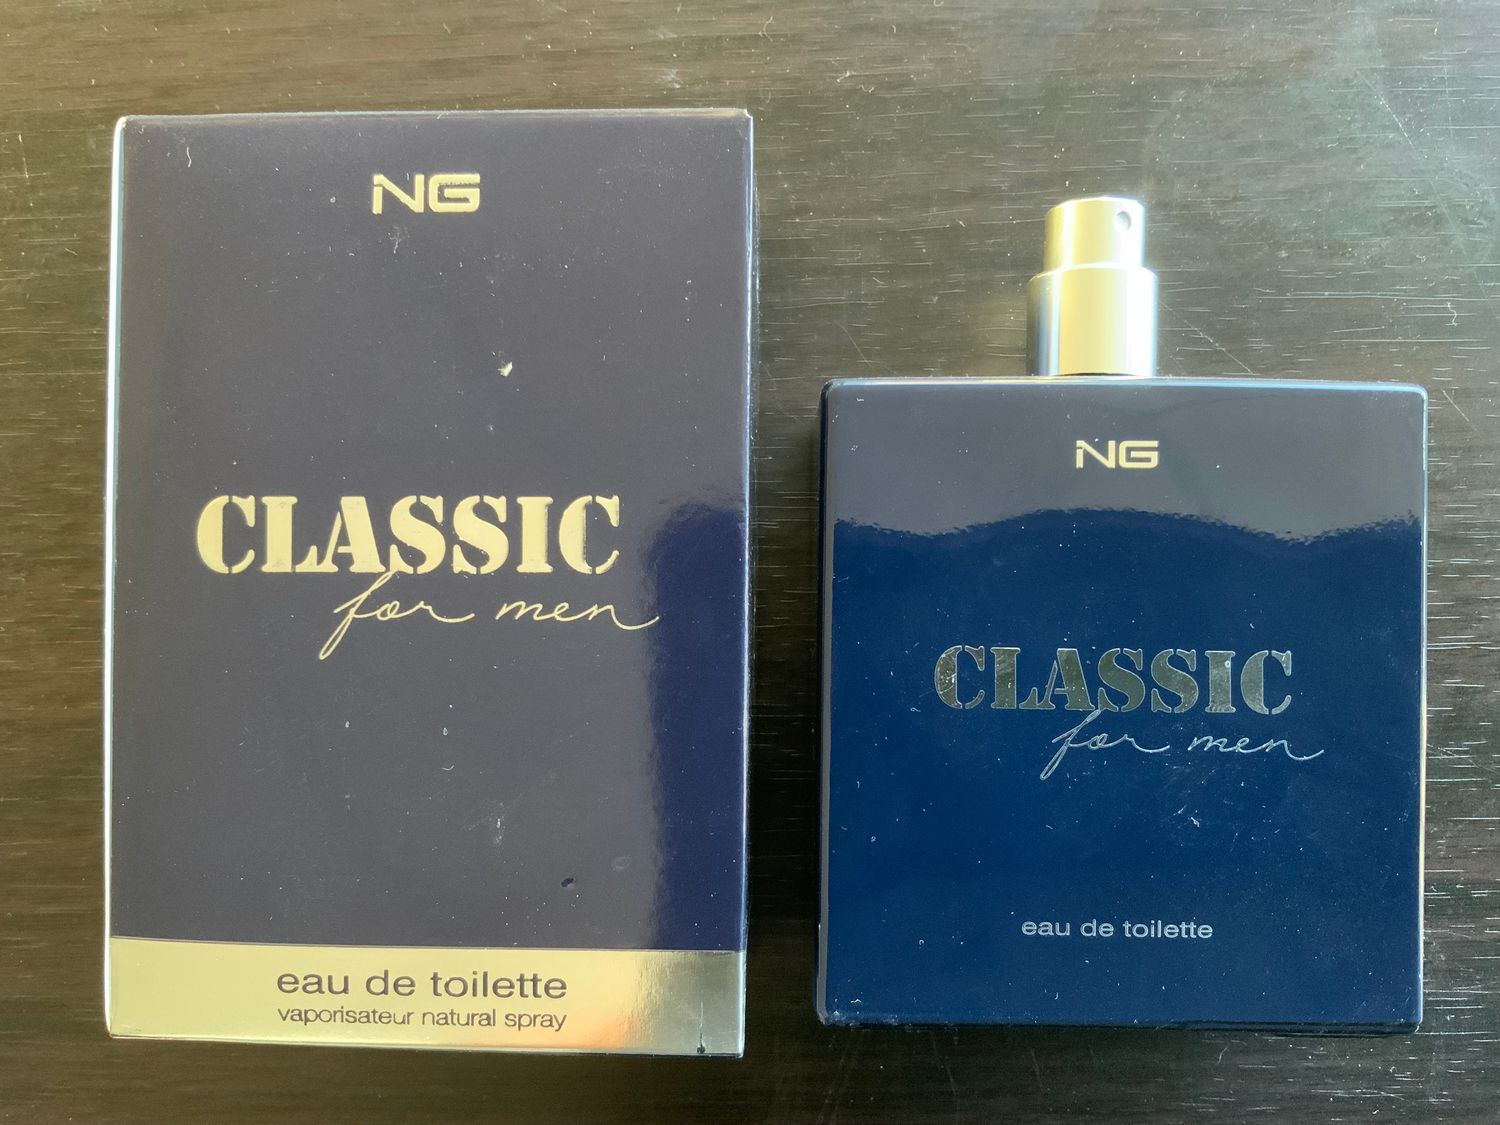 NG
CLASSIC
for men
eau de toilette
vaporisateur natural spray
NG
CLASSIC
for men
eau de toilette